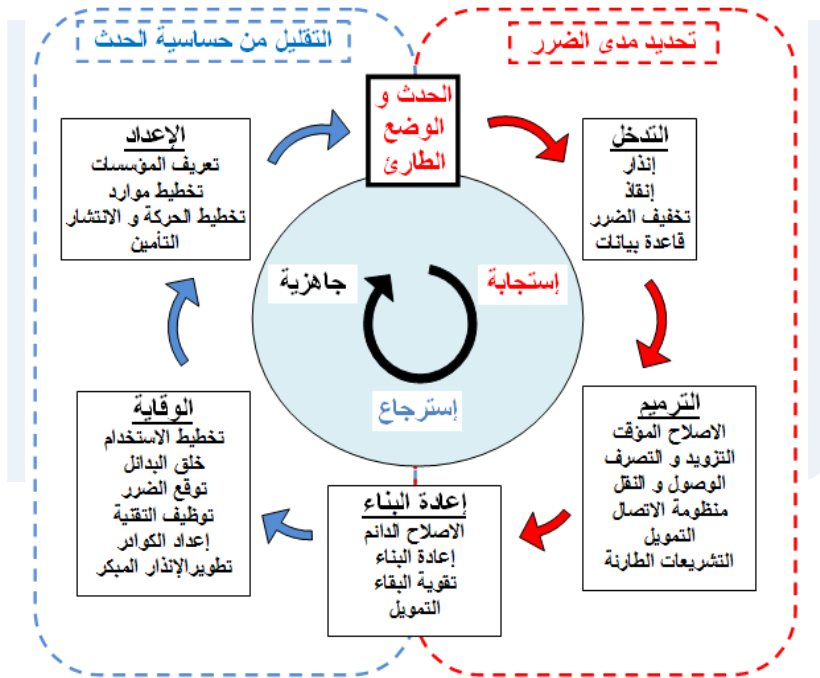 تحديد مدى الضرر
التقليل من حساسية الحدث
الحدث و
الوضع
الطارئ
التدخل
إنذار
إنقاذ
تخفيف الضرر
قاعدة بيانات
الترميم
الاصلاح المؤقت
التزويد و التصرف
الوصول و النقل
منظومة الاتصال
التمويل
التشريعات الطارئة
إعادة البناء
الاصلاح الدائم
إعادة البناء
تقوية البقاء
التمويل
الوقاية
تخطيط الاستخدام
خلق البدائل
توقع الضرر
توظيف التقنية
إعداد الكوادر
تطويرالإنذار المبكر
الإعداد
تعريف المؤسسات
تخطيط موارد
تخطيط الحركة و الانتشار
التأمين
إستجابة
إسترجاع
جاهزية